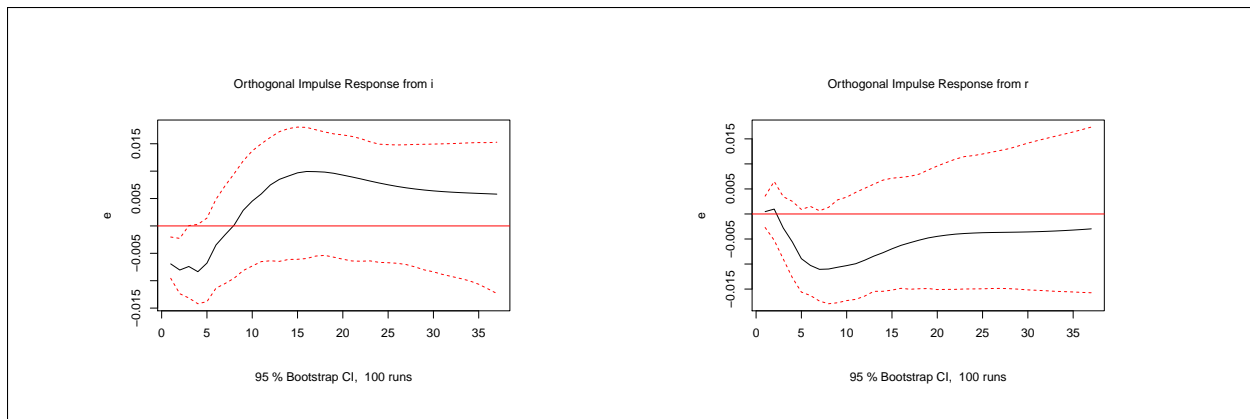 Orthogonal Impulse Response from i
e
0.015
0.005
−0.005
−0.015
0 5 10 15 20 25 30 35
95 % Bootstrap CI, 100 runs
Orthogonal Impulse Response from r
e
0.015
0.005
−0.005
−0.015
0 5 10 15 20 25 30 35
95 % Bootstrap CI, 100 runs